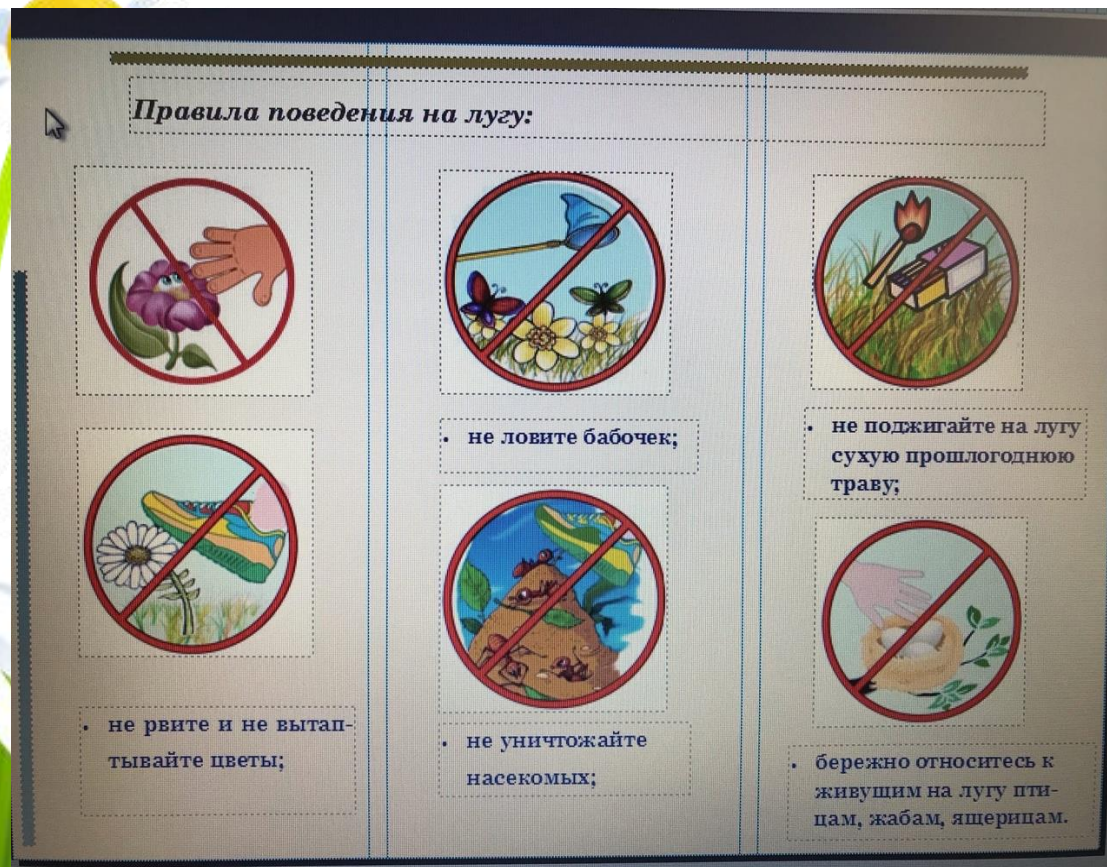 Правила поведения на лугу:
• не рвите и не вытап-
тывайте цветы;
• не ловите бабочек;
• не уничтожайте
насекомых;
• не поджигайте на лугу
сухую прошлогоднюю
траву;
• бережно относитесь к
живущим на лугу пти-
цам, жабам, ящерицам.